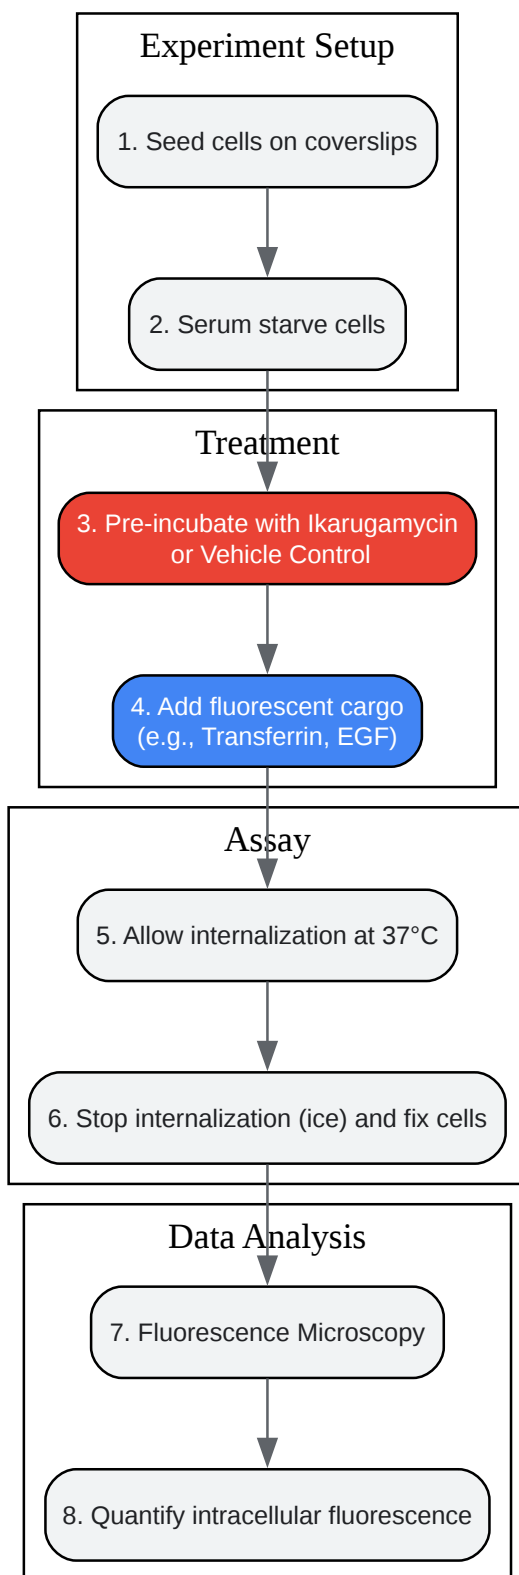 Experiment Setup
1. Seed cells on coverslips
2. Serum starve cells
Treatment
3. Pre-incubate with Ikarugamycin
or Vehicle Control
4. Add fluorescent cargo
(e.g., Transferrin, EGF)
Assay
5. Allow internalization at 37°C
6. Stop internalization (ice) and fix cells
Data Analysis
7. Fluorescence Microscopy
8. Quantify intracellular fluorescence